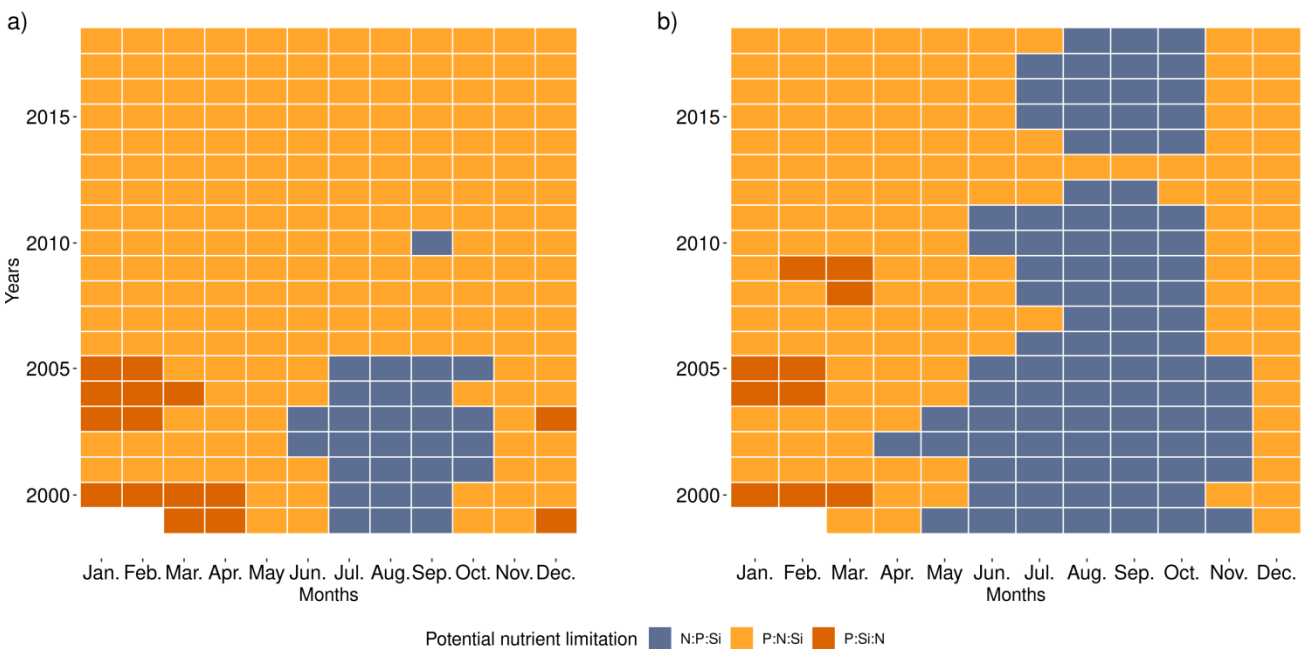 a)
b)
2015
2010
2005
2000
Years
Jan. Feb. Mar. Apr. May Jun. Jul. Aug. Sep. Oct. Nov. Dec.
Months
2015
2010
2005
2000
Jan. Feb. Mar. Apr. May Jun. Jul. Aug. Sep. Oct. Nov. Dec.
Months
Potential nutrient limitation N:P:Si P:N:Si P:Si:N